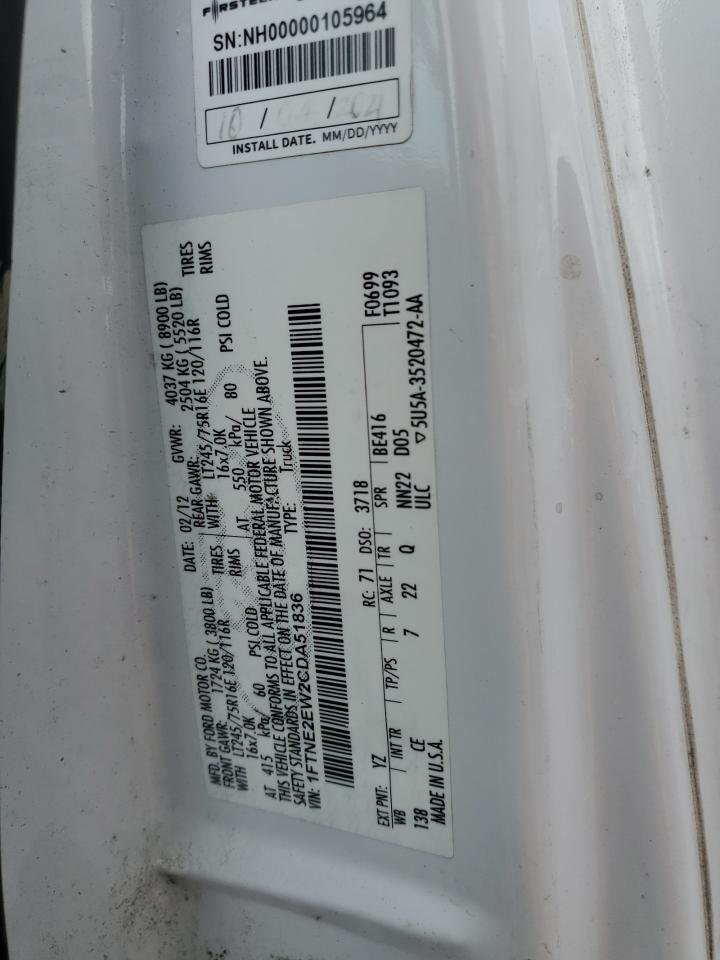 SN:NH00000105964
10 / /
INSTALL DATE. MM/DD/YYYY
MFD. BY FORD MOTOR CO.
DATE: 02/12 GVWR: 4037 KG ( 8900 LB)
FRONT GAWR: 1724 KG ( 3800 LB) REAR GAWR: 2504 KG ( 5520 LB)
WITH LT245/75R16E 120/116R TIRES WITH LT245/75R16E 120/116R TIRES
16x7.0K RIMS 16x7.0K RIMS
AT 415 kPa/ 60 PSI COLD AT 550 kPa/ 80 PSI COLD
THIS VEHICLE CONFORMS TO ALL APPLICABLE FEDERAL MOTOR VEHICLE
SAFETY STANDARDS IN EFFECT ON THE DATE OF MANUFACTURE SHOWN ABOVE.
VIN: 1FTNE2EW2CDA51836 TYPE: Truck
F0699
T1093
EXT PNT: YZ RC: 71 DSO: 3718
WB INT TR TP/PS R AXLE TR SPR BE416
138 CE 7 22 Q NN22 D05
ULC
MADE IN U.S.A. ▽5U5A-3520472-AA